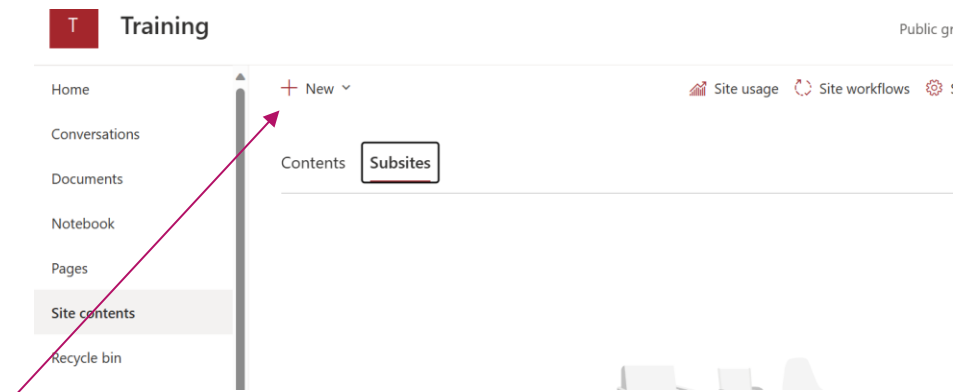 T Training
Public gr
Home
+ New
Site usage Site workflows S
Conversations
Contents Subsites
Documents
Notebook
Pages
Site contents
Recycle bin